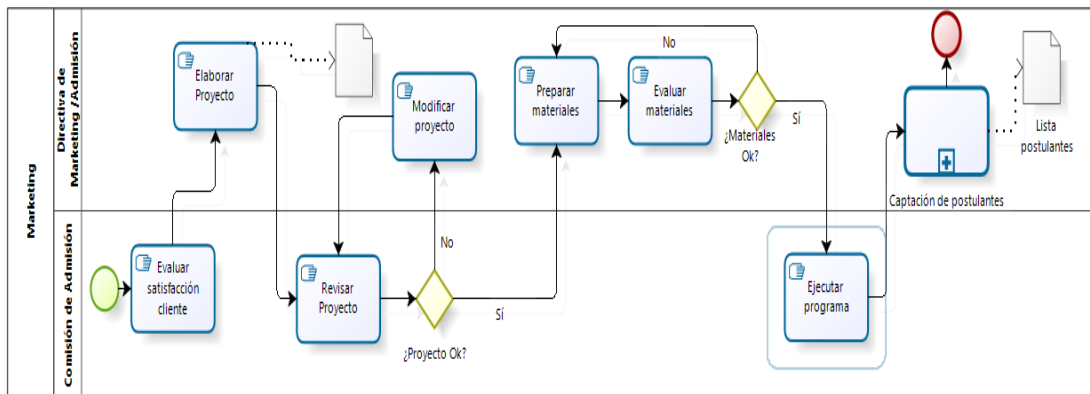 Marketing
Directiva de
Marketing /Admisión
Comisión de Admisión
Elaborar
Proyecto
Modificar
proyecto
Preparar
materiales
Evaluar
materiales
No
¿Materiales
Ok?
Sí
Captación de postulantes
Lista
postulantes
Evaluar
satisfacción
cliente
Revisar
Proyecto
No
Sí
¿Proyecto Ok?
Ejecutar
programa